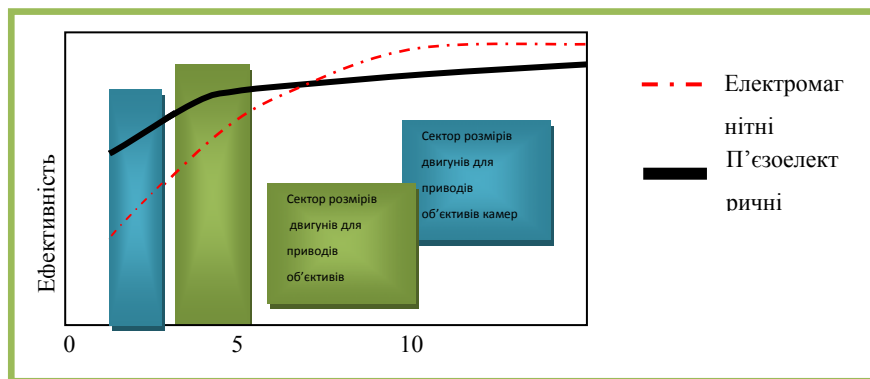 Ефективність
Сектор розмірів
двигунів для
приводів
об’єктивів
Сектор розмірів
двигунів для
приводів
об’єктивів камер
0
5
10
Електромаг
нітні
П’єзоелект
ричні